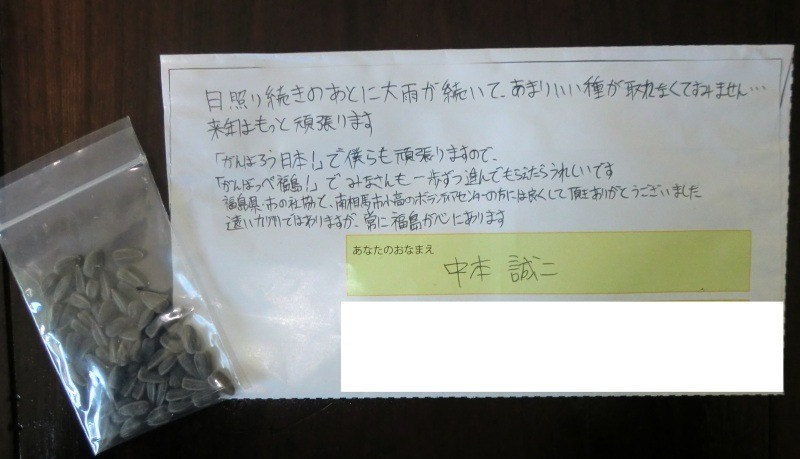 日照り続きのあとに大雨が続いて、あまりいい種が取れなくてすみません…
来年はもっと頑張ります
「がんばろう日本!」で僕らも頑張りますので、
「がんばっぺ福島!」でみなさんも一歩ずつ進んでもらえたらうれしいです
福島県・市の社協や、南相馬市小高のボランティアセンターの方には良くして頂きありがとうございました
遠い ではありますが、常に福島が心にあります
あなたのおなまえ
中本 誠二